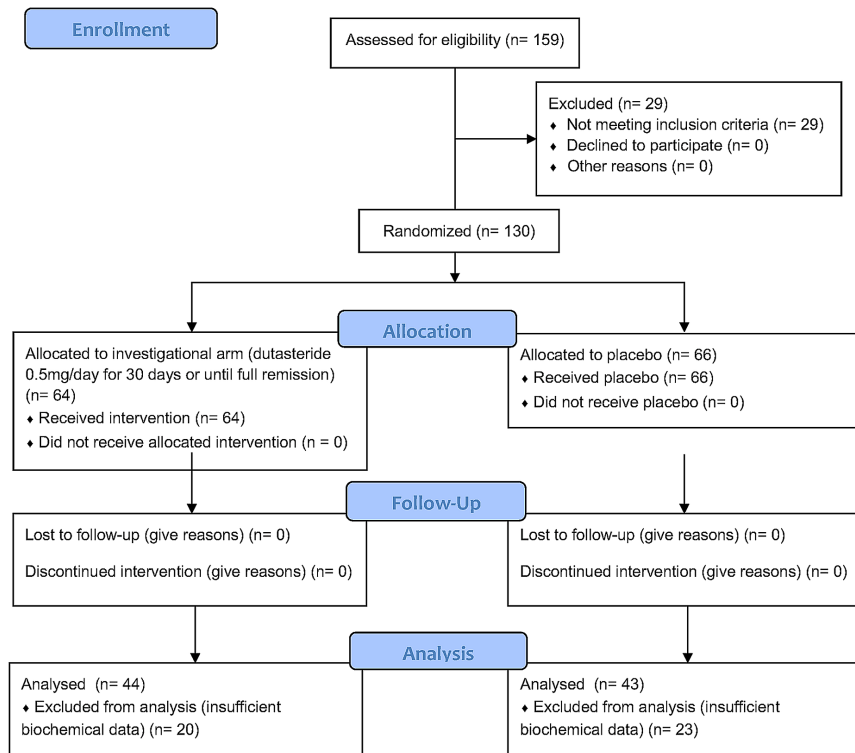 Enrollment
Assessed for eligibility (n= 159)
Excluded (n= 29)
♦ Not meeting inclusion criteria (n= 29)
♦ Declined to participate (n= 0)
♦ Other reasons (n= 0)
Randomized (n= 130)
Allocation
Allocated to investigational arm (dutasteride
0.5mg/day for 30 days or until full remission)
(n= 64)
♦ Received intervention (n= 64)
♦ Did not receive allocated intervention (n = 0)
Allocated to placebo (n= 66)
♦ Received placebo (n= 66)
♦ Did not receive placebo (n= 0)
Follow-Up
Lost to follow-up (give reasons) (n= 0)
Discontinued intervention (give reasons) (n= 0)
Lost to follow-up (give reasons) (n= 0)
Discontinued intervention (give reasons) (n= 0)
Analysis
Analysed (n= 44)
♦ Excluded from analysis (insufficient
biochemical data) (n= 20)
Analysed (n= 43)
♦ Excluded from analysis (insufficient
biochemical data) (n= 23)